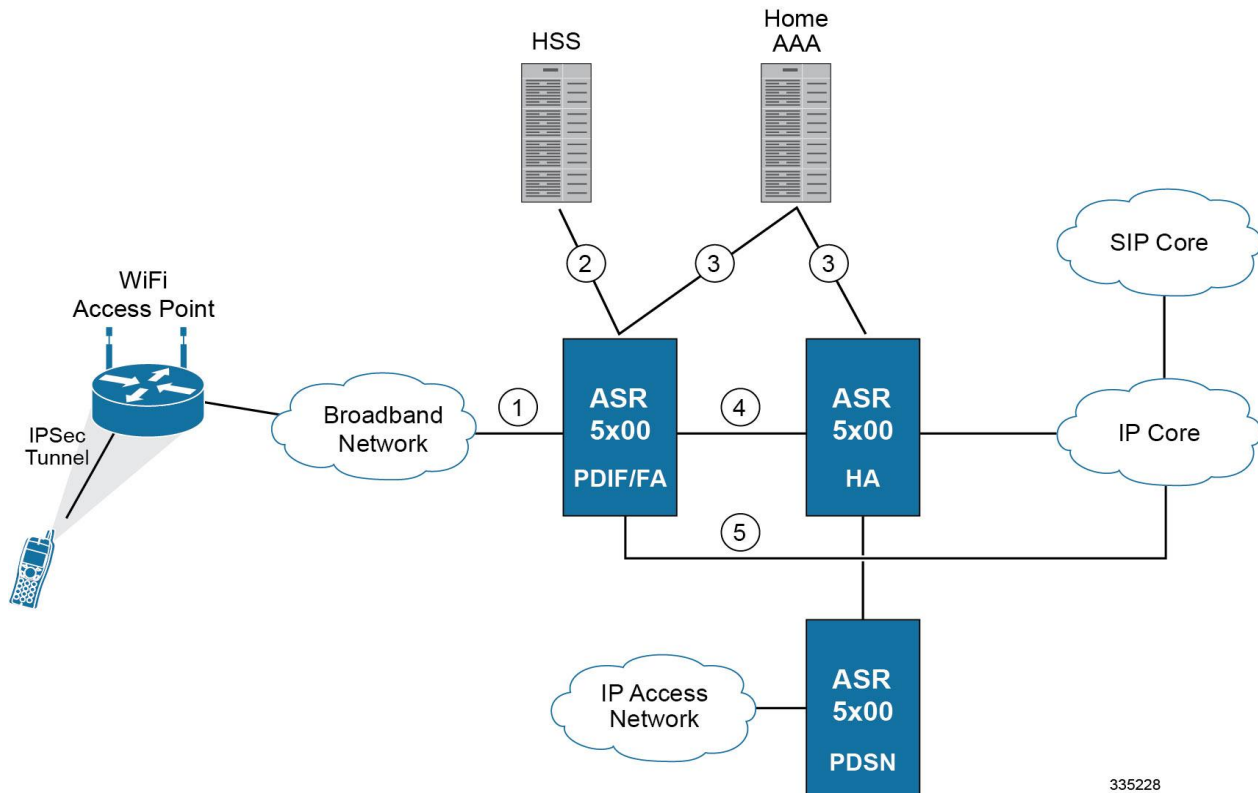 HSS
Home
AAA
2
3
3
SIP Core
WiFi
Access Point
IPSec
Tunnel
Broadband
Network
1
ASR
5x00
PDIF/FA
4
ASR
5x00
HA
IP Core
5
IP Access
Network
ASR
5x00
PDSN
335228